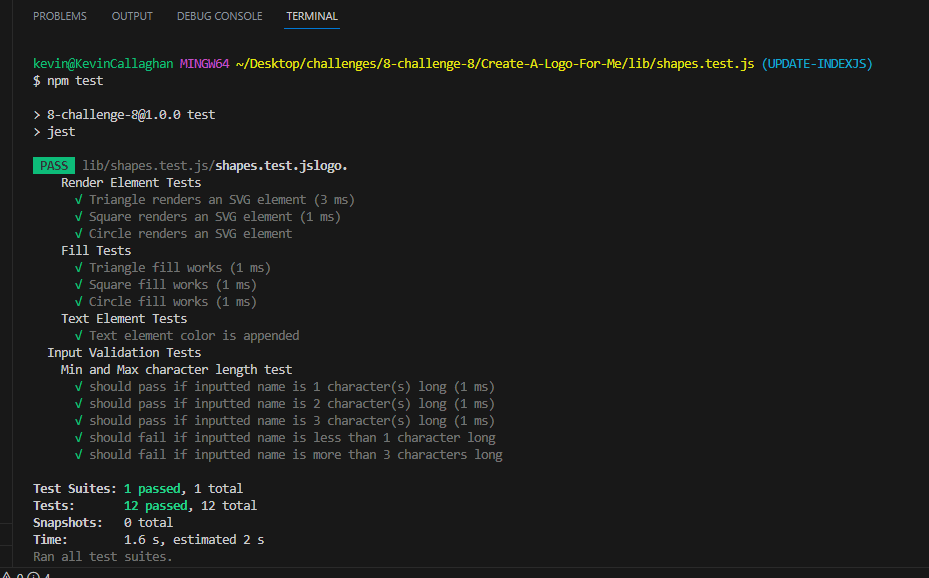 PROBLEMS OUTPUT DEBUG CONSOLE TERMINAL
kevin@KevinCallaghan MINGW64 ~/Desktop/challenges/8-challenge-8/Create-A-Logo-For-Me/lib/shapes.test.js (UPDATE-INDEXJS)
$ npm test
> 8-challenge-8@1.0.0 test
> jest
PASS lib/shapes.test.js/shapes.test.jslogo.
Render Element Tests
√ Triangle renders an SVG element (3 ms)
√ Square renders an SVG element (1 ms)
√ Circle renders an SVG element
Fill Tests
√ Triangle fill works (1 ms)
√ Square fill works (1 ms)
√ Circle fill works (1 ms)
Text Element Tests
√ Text element color is appended
Input Validation Tests
Min and Max character length test
√ should pass if inputted name is 1 character(s) long (1 ms)
√ should pass if inputted name is 2 character(s) long (1 ms)
√ should pass if inputted name is 3 character(s) long (1 ms)
√ should fail if inputted name is less than 1 character long
√ should fail if inputted name is more than 3 characters long
Test Suites: 1 passed, 1 total
Tests: 12 passed, 12 total
Snapshots: 0 total
Time: 1.6 s, estimated 2 s
Ran all test suites.